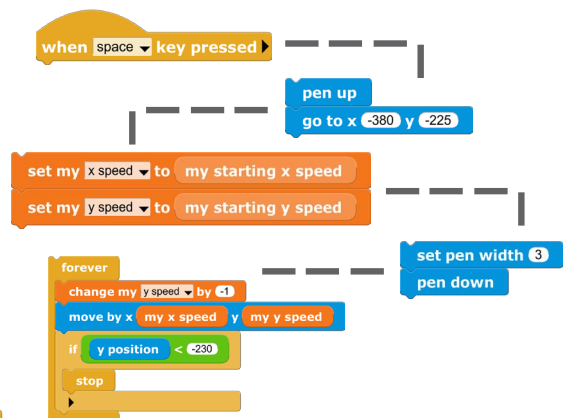 when space key pressed
pen up
go to x -380 y -225
set my x speed to my starting x speed
set my y speed to my starting y speed
set pen width 3
pen down
forever
change my y speed by -1
move by x my x speed y my y speed
if y position < -230
stop